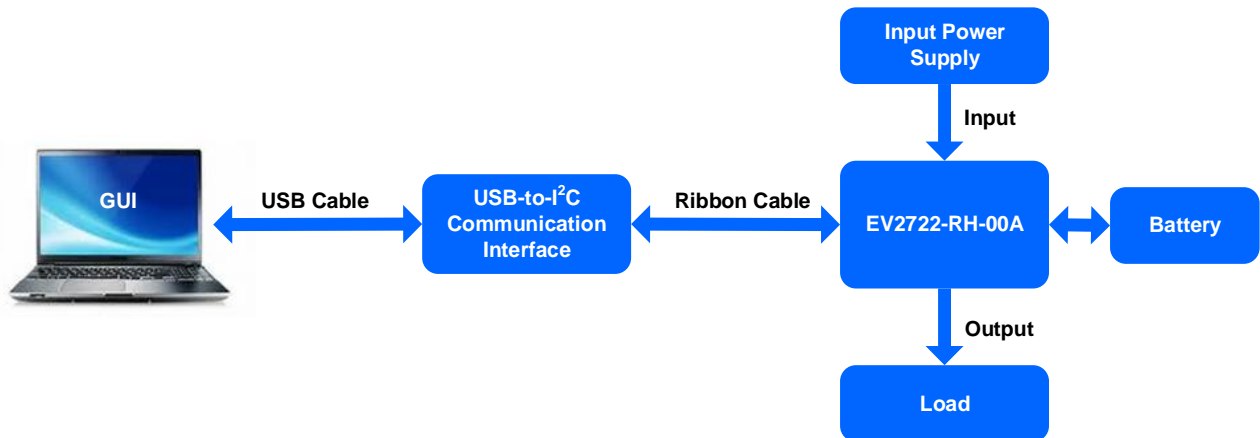 Input Power
Supply
Input
GUI
USB Cable
USB-to-I²C
Communication
Interface
Ribbon Cable
EV2722-RH-00A
Battery
Output
Load